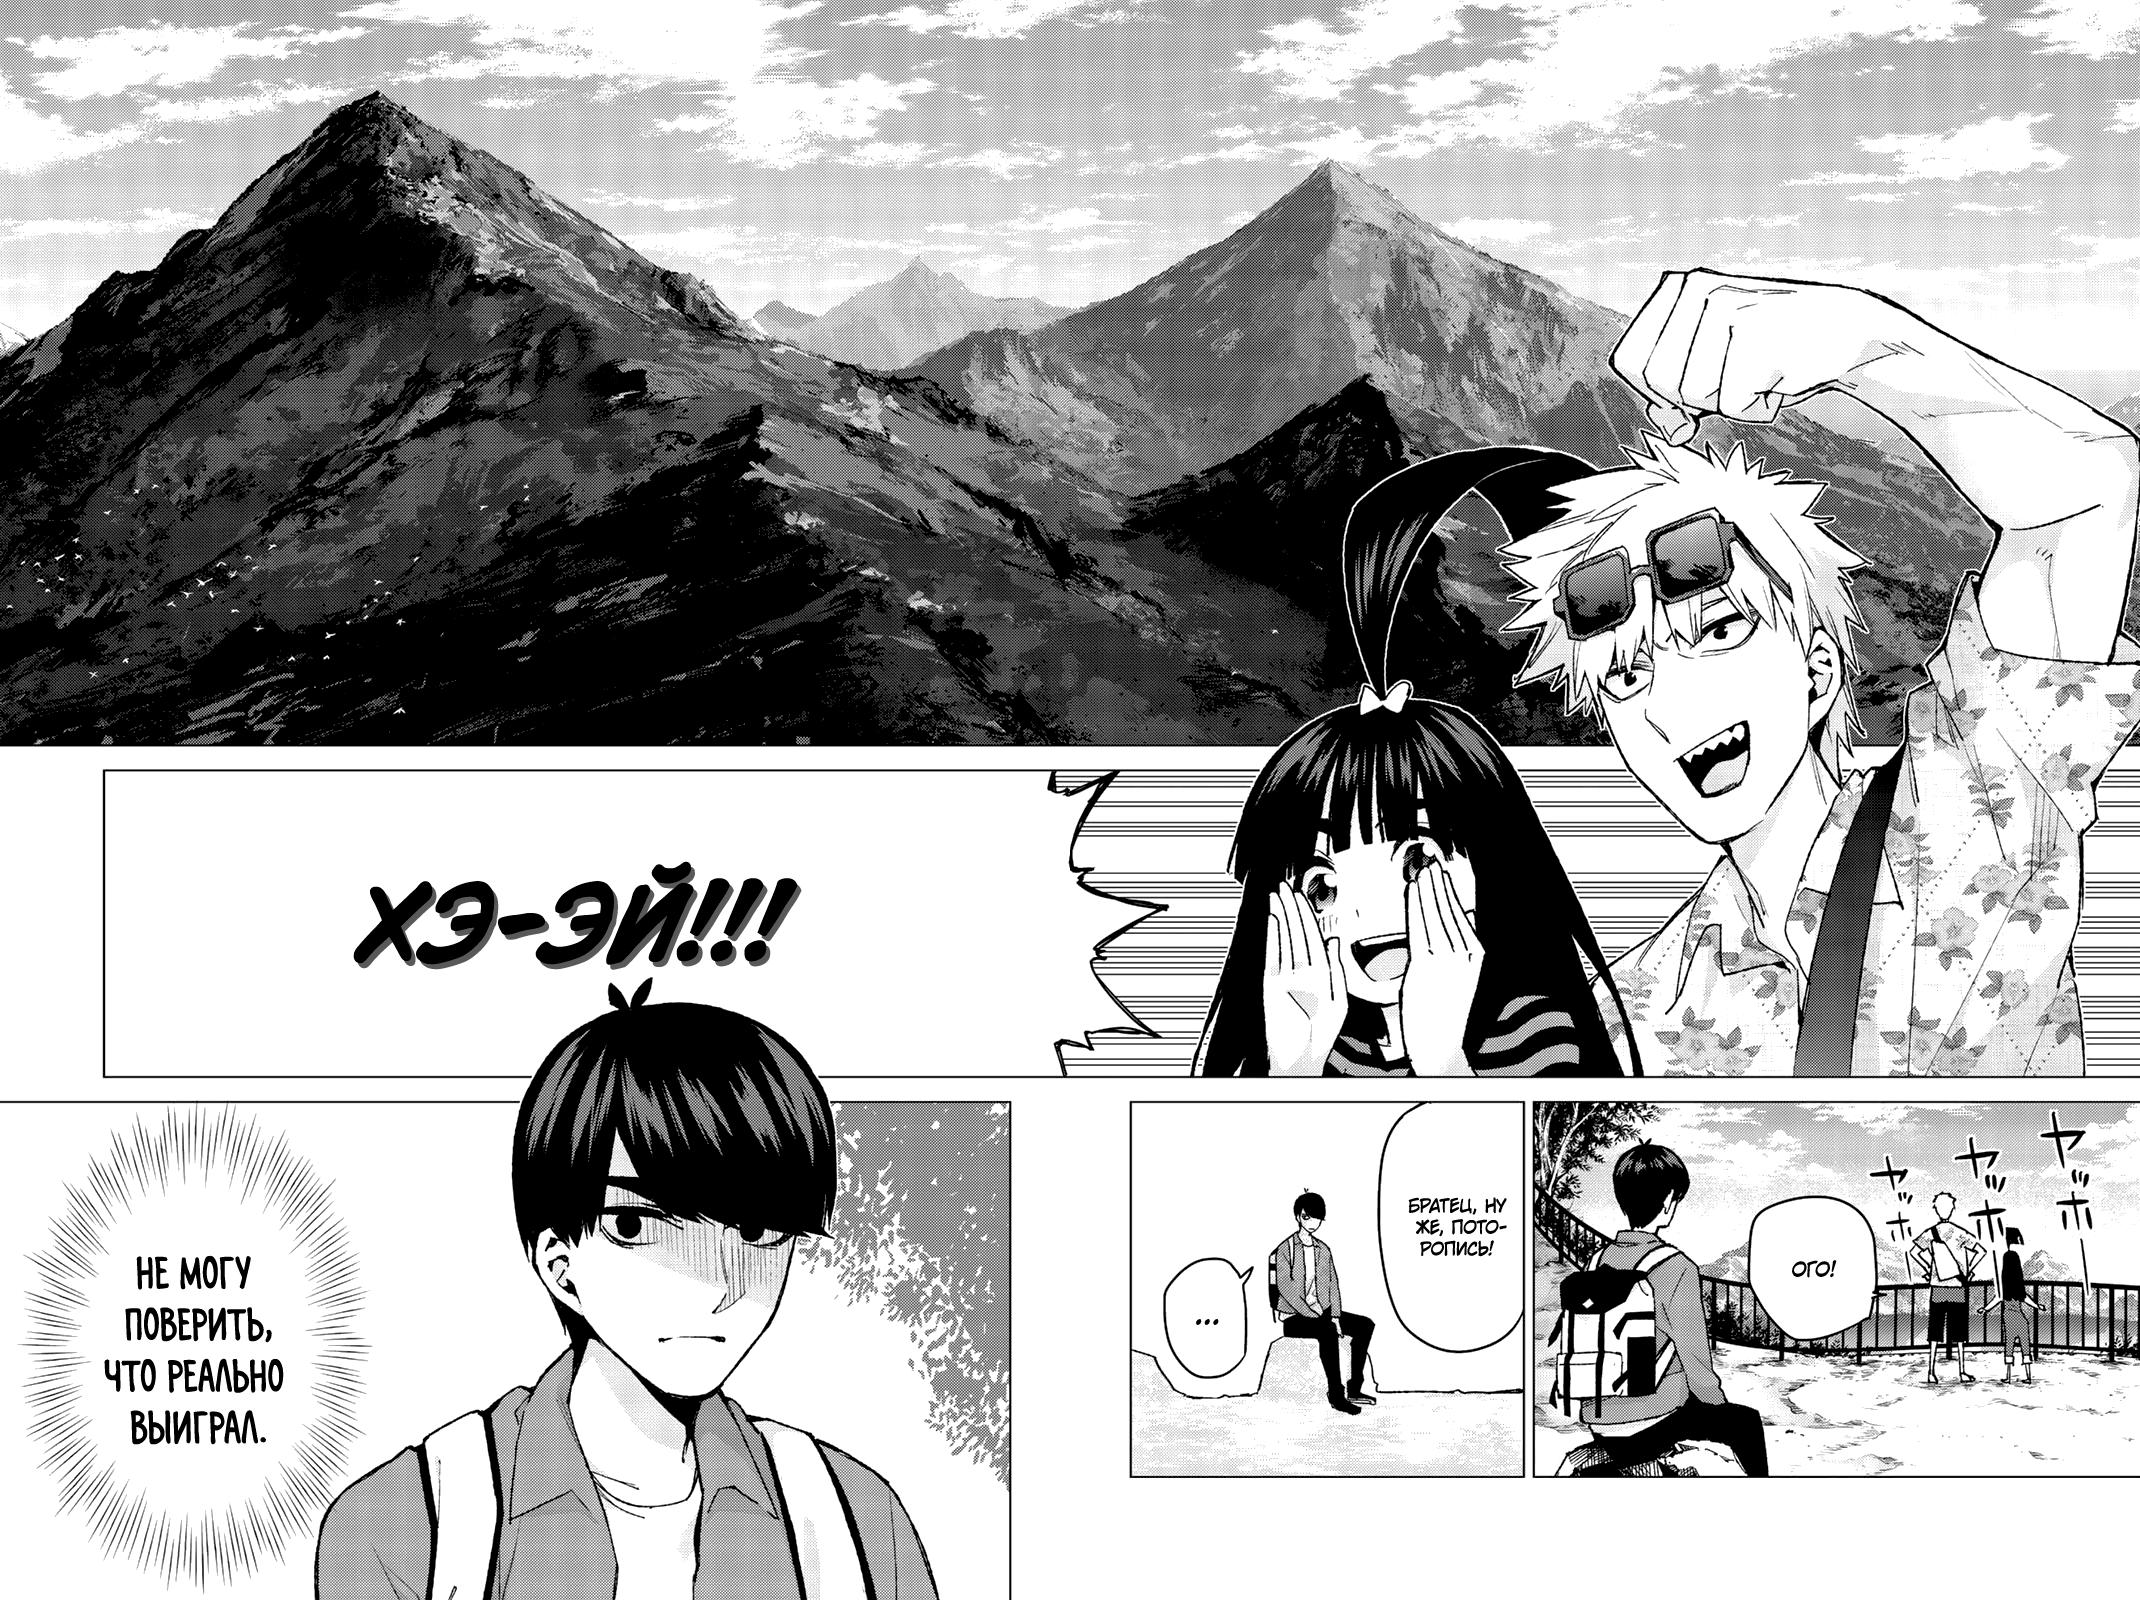 ХЭ-ЭЙ!!!
ヤッホ
ヤッホ
ヤッホ
ОГО!
БРАТЕЦ, НУ
ЖЕ, ПОТО-
РОПИСЬ!
...
НЕ МОГУ
ПОВЕРИТЬ,
ЧТО РЕАЛЬНО
ВЫИГРАЛ.